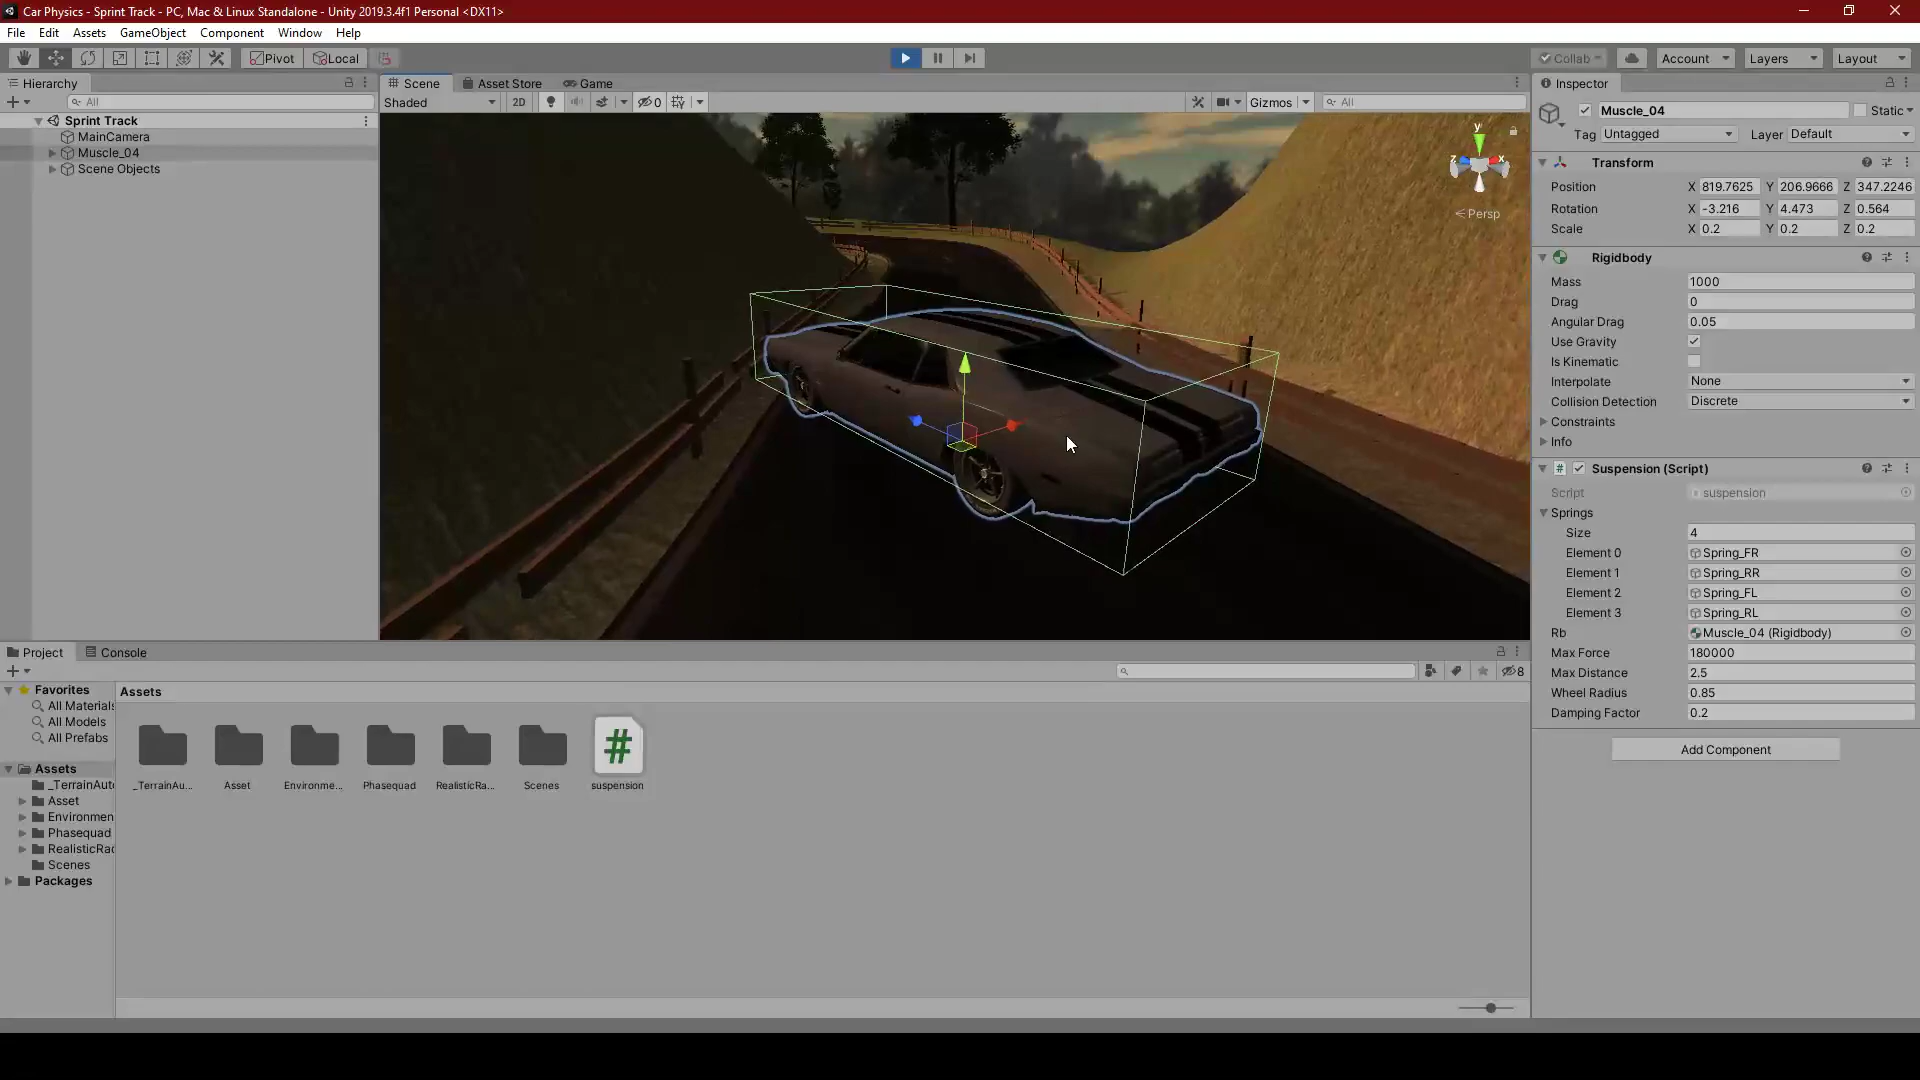 Car Physics - Sprint Track - PC, Mac & Linux Standalone - Unity 2019.3.4f1 Personal <DX11>
File Edit Assets GameObject Component Window Help
Pivot Local Collab Account Layers Layout
Hierarchy
All
Sprint Track
MainCamera
Muscle_04
Scene Objects
Scene Asset Store Game
Shaded 2D 0 Gizmos All
y
z x
Persp
Inspector
Muscle_04 Static
Tag Untagged Layer Default
Transform
Position X 819.7625 Y 206.9666 Z 347.2246
Rotation X -3.216 Y 4.473 Z 0.564
Scale X 0.2 Y 0.2 Z 0.2
Rigidbody
Mass 1000
Drag 0
Angular Drag 0.05
Use Gravity
Is Kinematic
Interpolate None
Collision Detection Discrete
Constraints
Info
# Suspension (Script)
Script suspension
Springs
Size 4
Element 0 Spring_FR
Element 1 Spring_RR
Element 2 Spring_FL
Element 3 Spring_RL
Rb Muscle_04 (Rigidbody)
Max Force 180000
Max Distance 2.5
Wheel Radius 0.85
Damping Factor 0.2
Add Component
Project Console
8
Favorites
All Materials
All Models
All Prefabs
Assets
_TerrainAuto
Asset
Environmen
Phasequad
RealisticRac
Scenes
Packages
Assets
#
_TerrainAu... Asset Environme... Phasequad RealisticRa... Scenes suspension